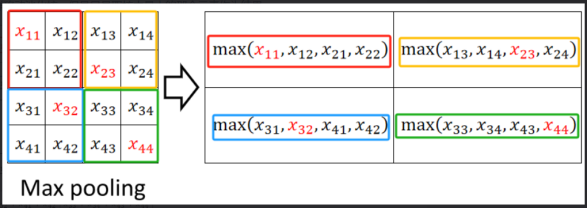 x₁₁ x₁₂ x₁₃ x₁₄
x₂₁ x₂₂ x₂₃ x₂₄
x₃₁ x₃₂ x₃₃ x₃₄
x₄₁ x₄₂ x₄₃ x₄₄
max(x₁₁, x₁₂, x₂₁, x₂₂) max(x₁₃, x₁₄, x₂₃, x₂₄)
max(x₃₁, x₃₂, x₄₁, x₄₂) max(x₃₃, x₃₄, x₄₃, x₄₄)
Max pooling